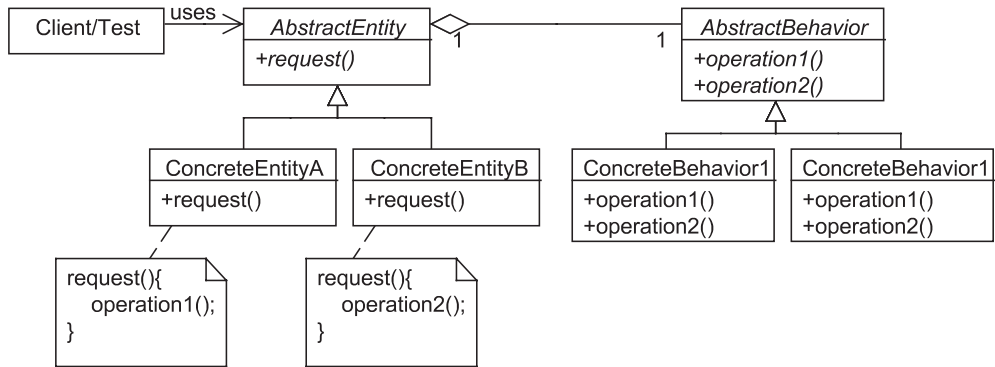 Client/Test
uses
AbstractEntity
+request()
1
1
AbstractBehavior
+operation1()
+operation2()
ConcreteEntityA
+request()
ConcreteEntityB
+request()
ConcreteBehavior1
+operation1()
+operation2()
ConcreteBehavior1
+operation1()
+operation2()
request(){
operation1();
}
request(){
operation2();
}